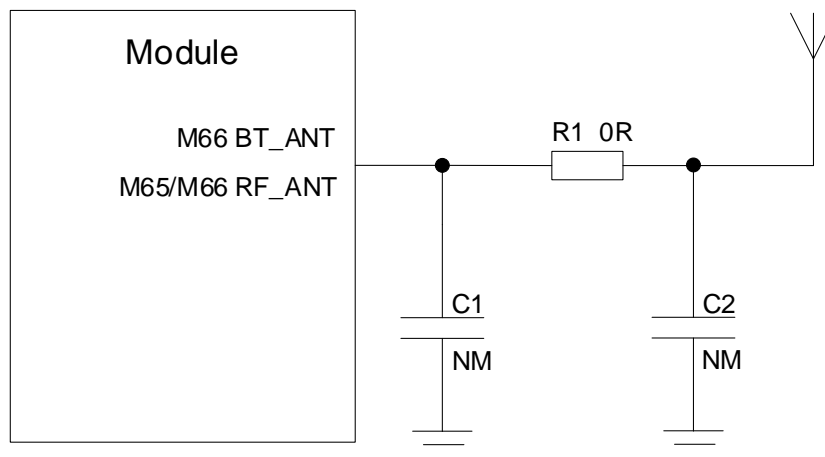 Module
M66 BT_ANT
M65/M66 RF_ANT
R1 0R
C1
NM
C2
NM